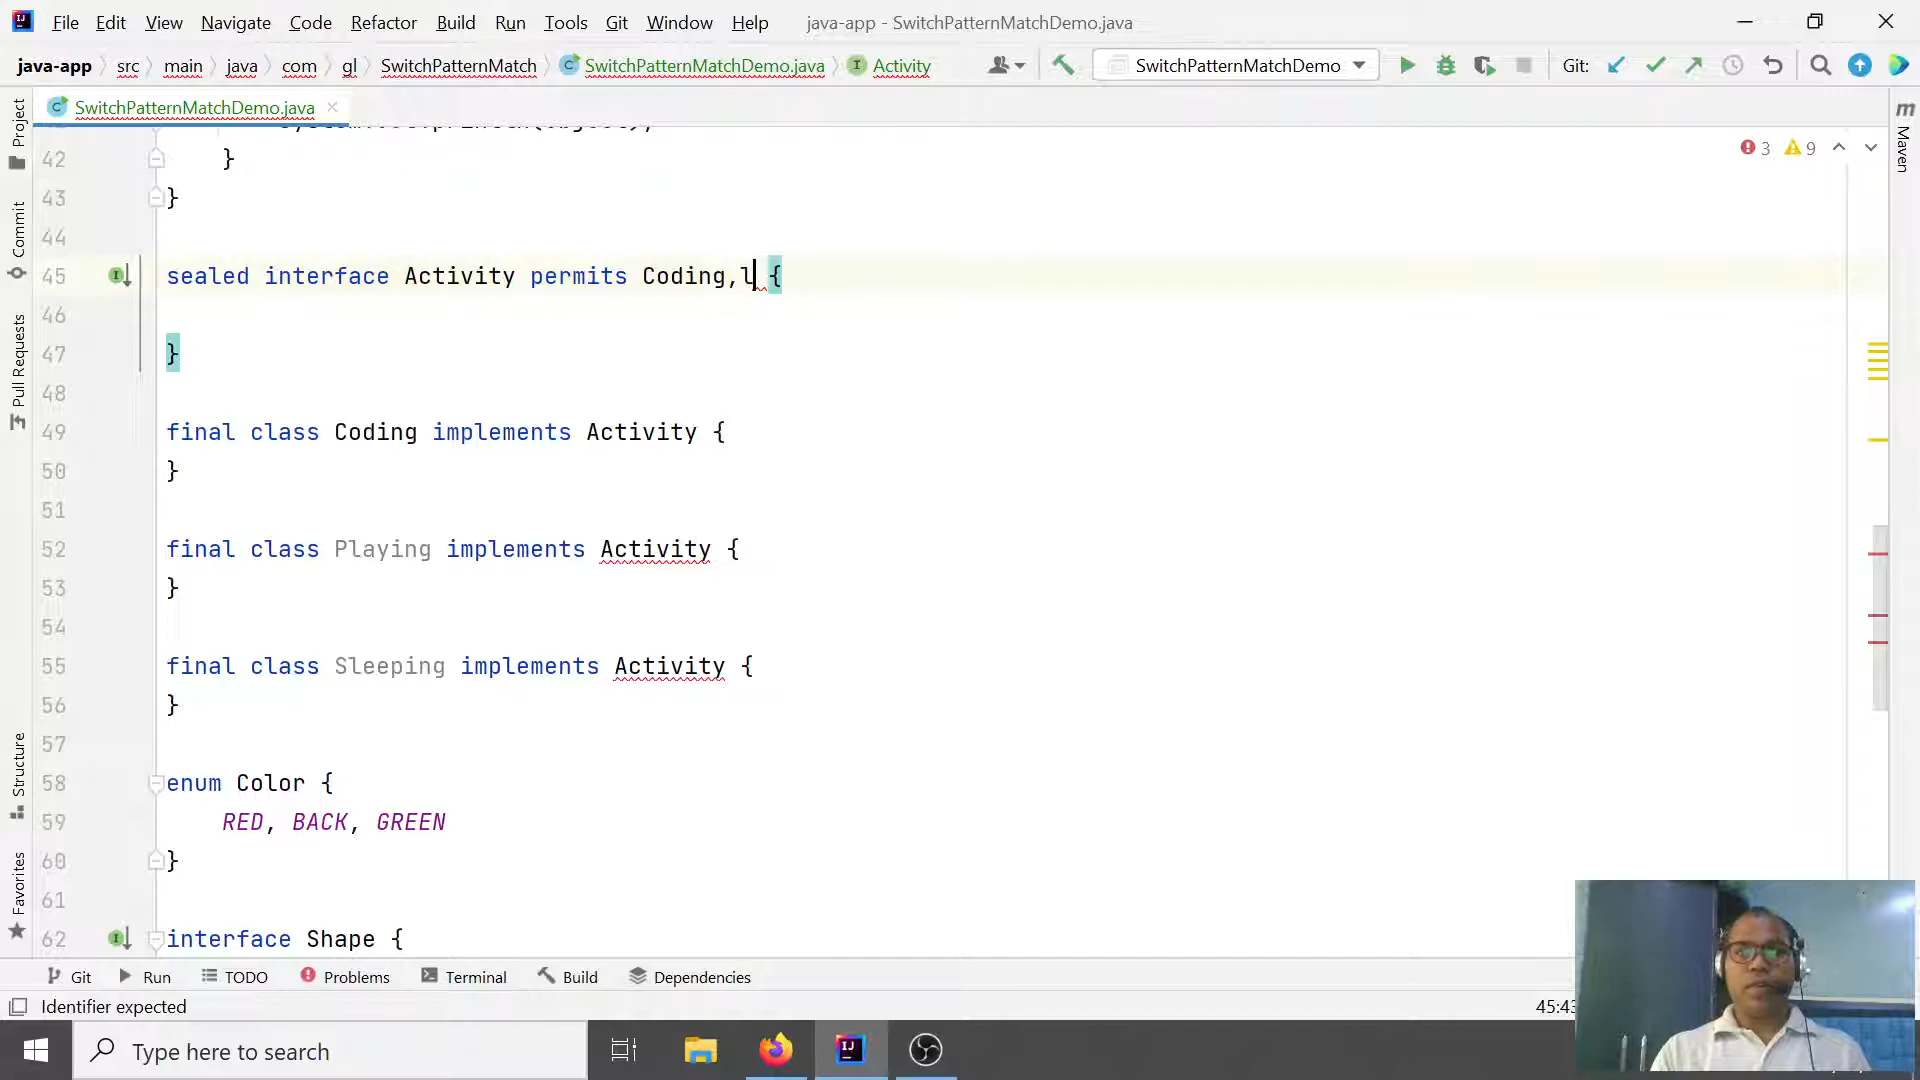 File Edit View Navigate Code Refactor Build Run Tools Git Window Help java-app - SwitchPatternMatchDemo.java
java-app src main java com gl SwitchPatternMatch SwitchPatternMatchDemo.java Activity SwitchPatternMatchDemo Git:
SwitchPatternMatchDemo.java
3 9
42 }
43 }
44
45 sealed interface Activity permits Coding,l {
46
47 }
48
49 final class Coding implements Activity {
50 }
51
52 final class Playing implements Activity {
53 }
54
55 final class Sleeping implements Activity {
56 }
57
58 enum Color {
59 RED, BACK, GREEN
60 }
61
62 interface Shape {
Project
Commit
Pull Requests
Structure
Favorites
m Maven
Git Run TODO Problems Terminal Build Dependencies
Identifier expected 45:43
Type here to search